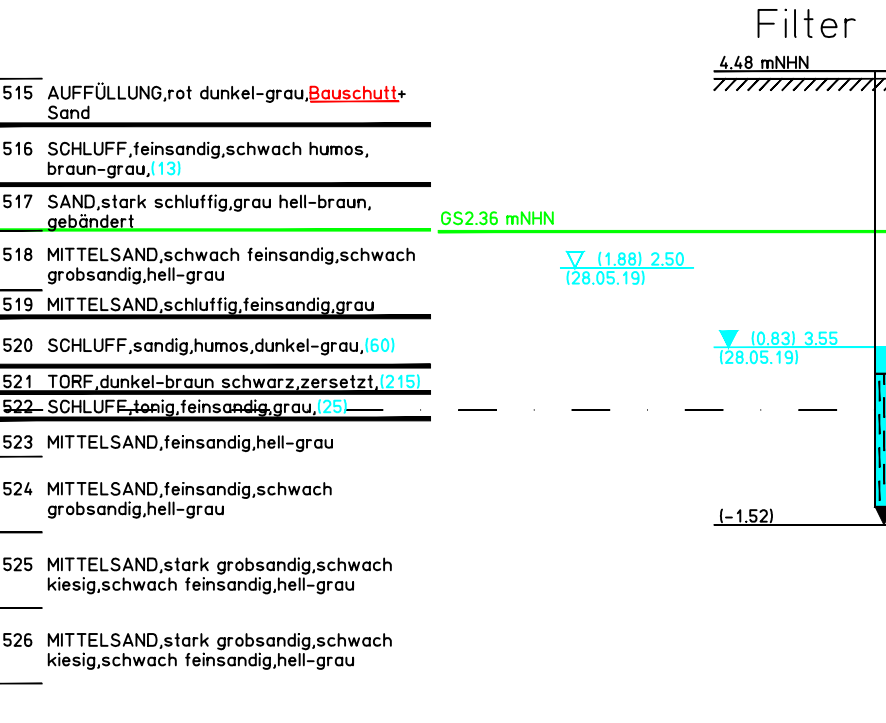 Filter
4.48 mNHN
515 AUFFÜLLUNG,rot dunkel-grau,Bauschutt+
Sand
516 SCHLUFF,feinsandig,schwach humos,
braun-grau,(13)
517 SAND,stark schluffig,grau hell-braun,
gebändert
GS2.36 mNHN
518 MITTELSAND,schwach feinsandig,schwach
grobsandig,hell-grau
(1.88) 2.50
(28.05.19)
519 MITTELSAND,schluffig,feinsandig,grau
520 SCHLUFF,sandig,humos,dunkel-grau,(60)
(0.83) 3.55
(28.05.19)
521 TORF,dunkel-braun schwarz,zersetzt,(215)
522 SCHLUFF,tonig,feinsandig,grau,(25)
523 MITTELSAND,feinsandig,hell-grau
524 MITTELSAND,feinsandig,schwach
grobsandig,hell-grau
(-1.52)
525 MITTELSAND,stark grobsandig,schwach
kiesig,schwach feinsandig,hell-grau
526 MITTELSAND,stark grobsandig,schwach
kiesig,schwach feinsandig,hell-grau